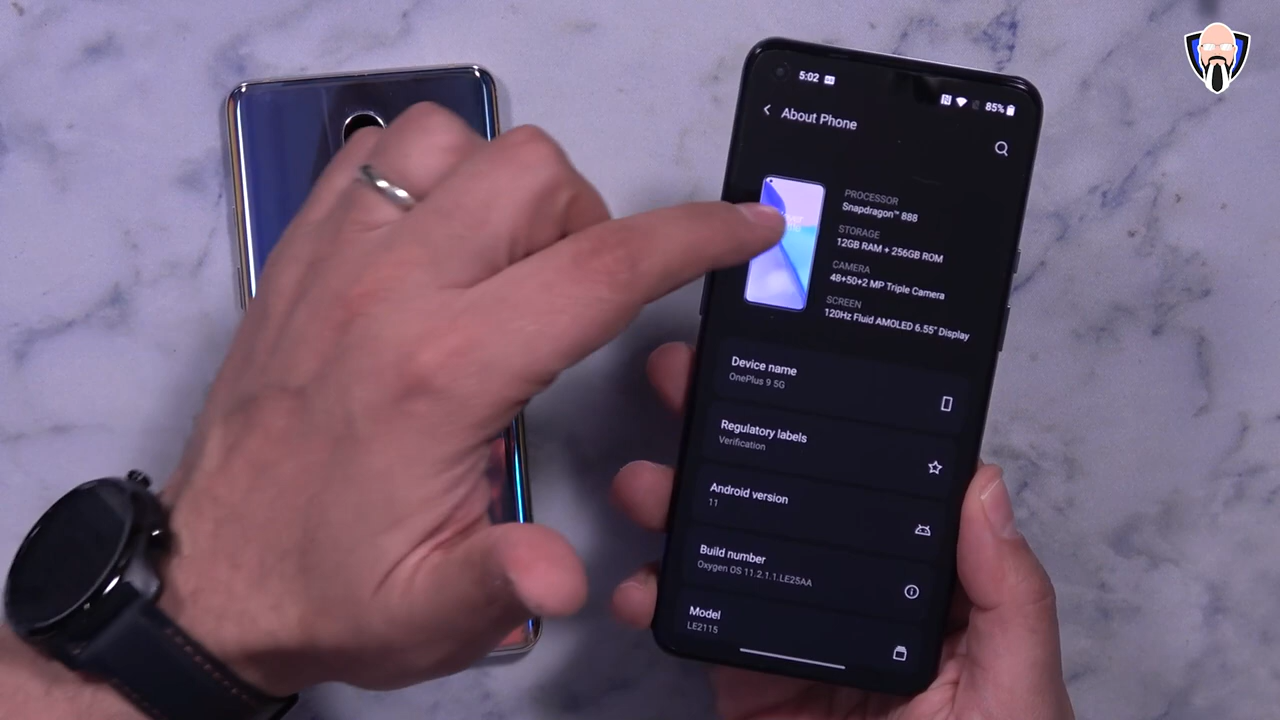 5:02
85%
About Phone
PROCESSOR
Snapdragon™ 888
STORAGE
12GB RAM + 256GB ROM
CAMERA
48+50+2 MP Triple Camera
SCREEN
120Hz Fluid AMOLED 6.55" Display
Device name
OnePlus 9 5G
Regulatory labels
Verification
Android version
11
Build number
Oxygen OS 11.2.1.1.LE25AA
Model
LE2115